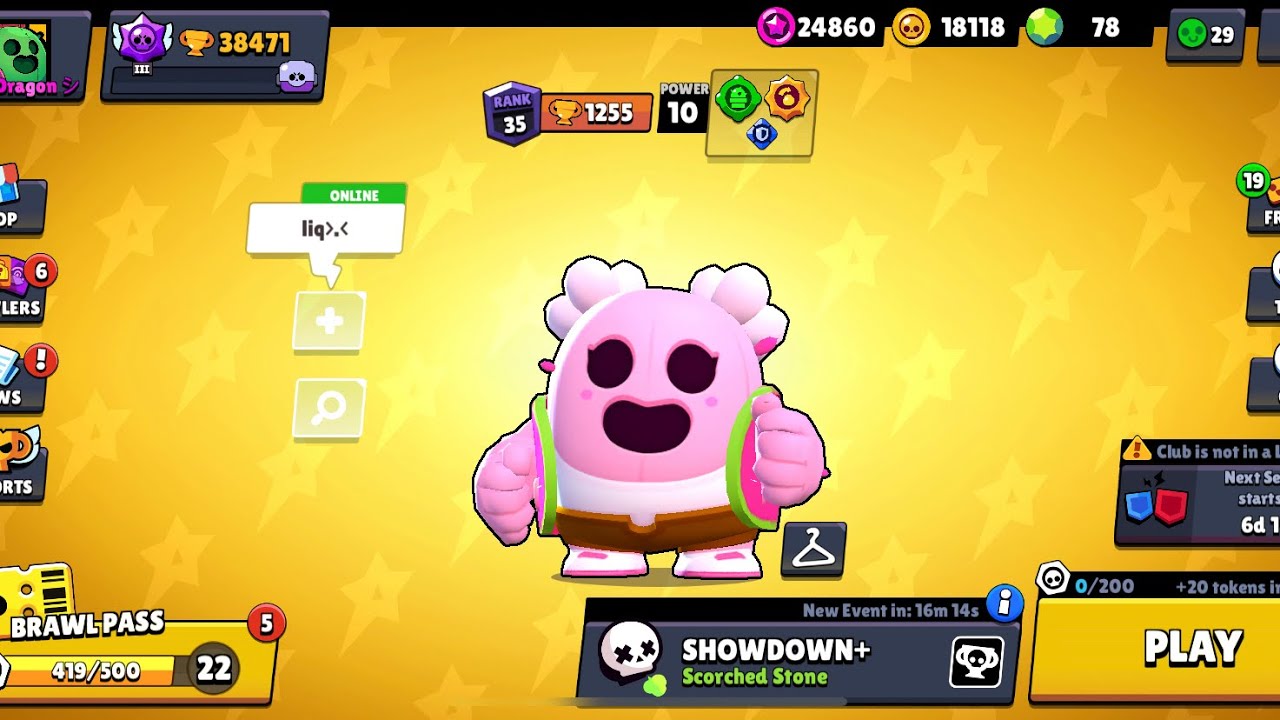 Dragon シ
38471
24860
18118
78
29
RANK
35
1255
POWER
10
ONLINE
liq>.<
19
OP
FR
6
LERS
!
WS
ORTS
Club is not in a L
Next Se
starts
6d 1
BRAWL PASS
5
419/500
22
New Event in: 16m 14s
i
SHOWDOWN+
Scorched Stone
0/200
+20 tokens in
PLAY